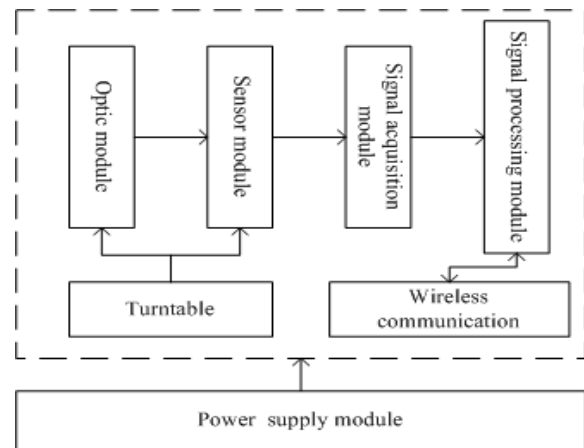 Optic module
Sensor module
Signal acquisition
module
Signal processing module
Turntable
Wireless
communication
Power supply module